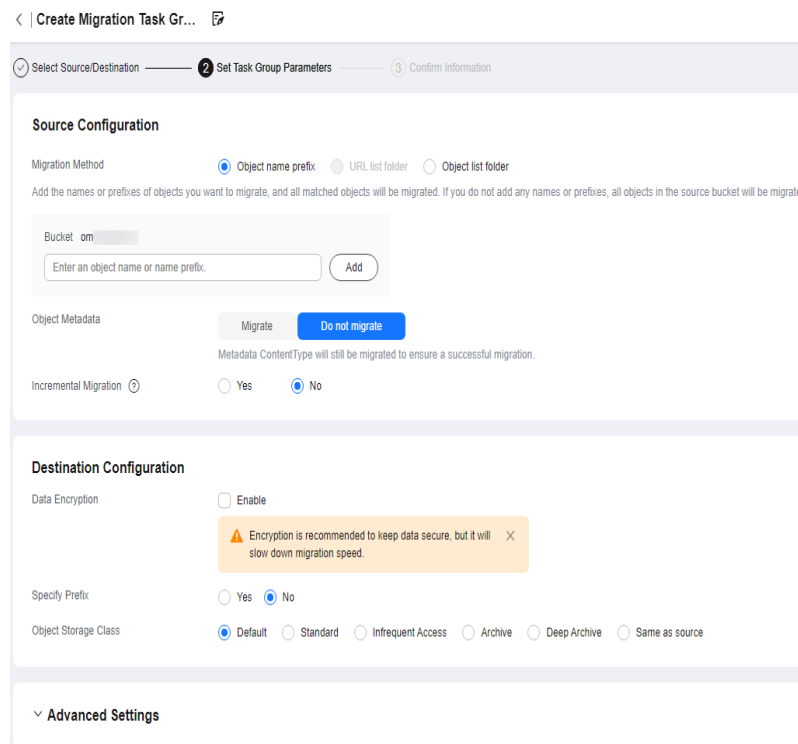 Create Migration Task Gr...
Select Source/Destination
2 Set Task Group Parameters
3 Confirm Information
Source Configuration
Migration Method
Object name prefix
URL list folder
Object list folder
Add the names or prefixes of objects you want to migrate, and all matched objects will be migrated. If you do not add any names or prefixes, all objects in the source bucket will be migrate
Bucket om
Enter an object name or name prefix.
Add
Object Metadata
Migrate
Do not migrate
Metadata ContentType will still be migrated to ensure a successful migration.
Incremental Migration ?
Yes
No
Destination Configuration
Data Encryption
Enable
Encryption is recommended to keep data secure, but it will
slow down migration speed.
Specify Prefix
Yes
No
Object Storage Class
Default
Standard
Infrequent Access
Archive
Deep Archive
Same as source
Advanced Settings